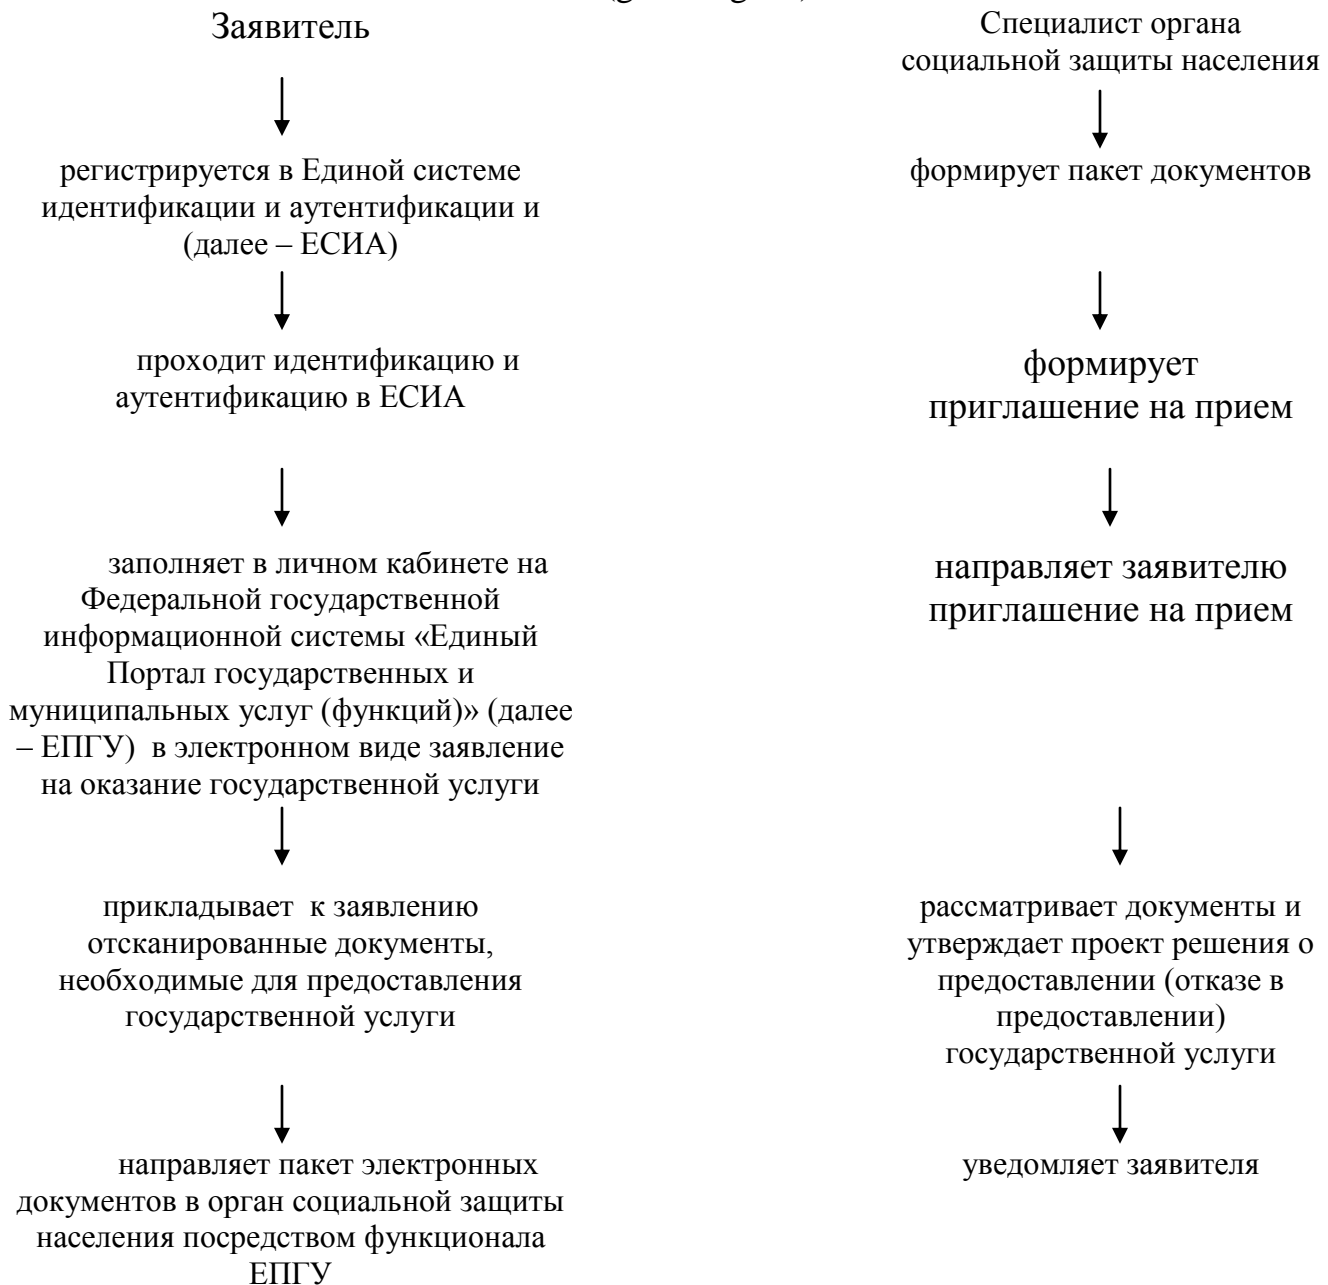 Заявитель
регистрируется в Единой системе
идентификации и аутентификации и
(далее – ЕСИА)
проходит идентификацию и
аутентификацию в ЕСИА
заполняет в личном кабинете на
Федеральной государственной
информационной системы «Единый
Портал государственных и
муниципальных услуг (функций)» (далее
– ЕПГУ) в электронном виде заявление
на оказание государственной услуги
прикладывает к заявлению
отсканированные документы,
необходимые для предоставления
государственной услуги
направляет пакет электронных
документов в орган социальной защиты
населения посредством функционала
ЕПГУ
Специалист органа
социальной защиты населения
формирует пакет документов
формирует
приглашение на прием
направляет заявителю
приглашение на прием
рассматривает документы и
утверждает проект решения о
предоставлении (отказе в
предоставлении)
государственной услуги
уведомляет заявителя